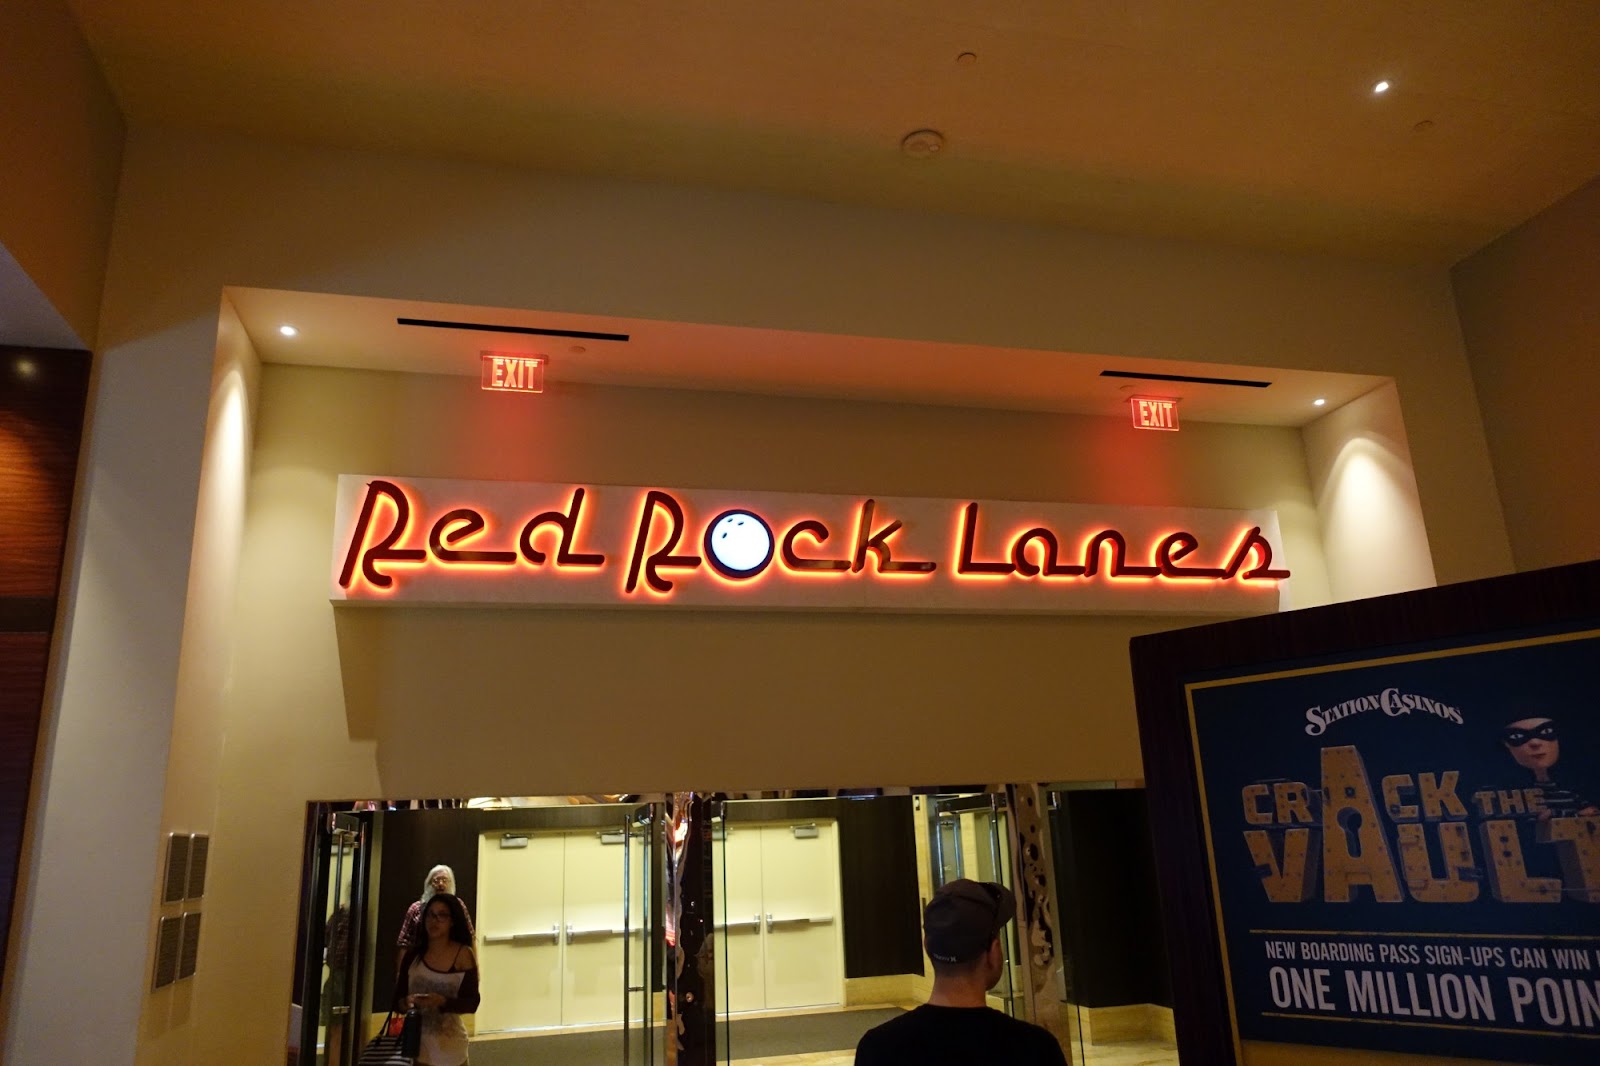 EXIT
EXIT
Red Rock Lanes
STATION CASINOS
CRACK THE
VAULT
NEW BOARDING PASS SIGN-UPS CAN WIN
ONE MILLION